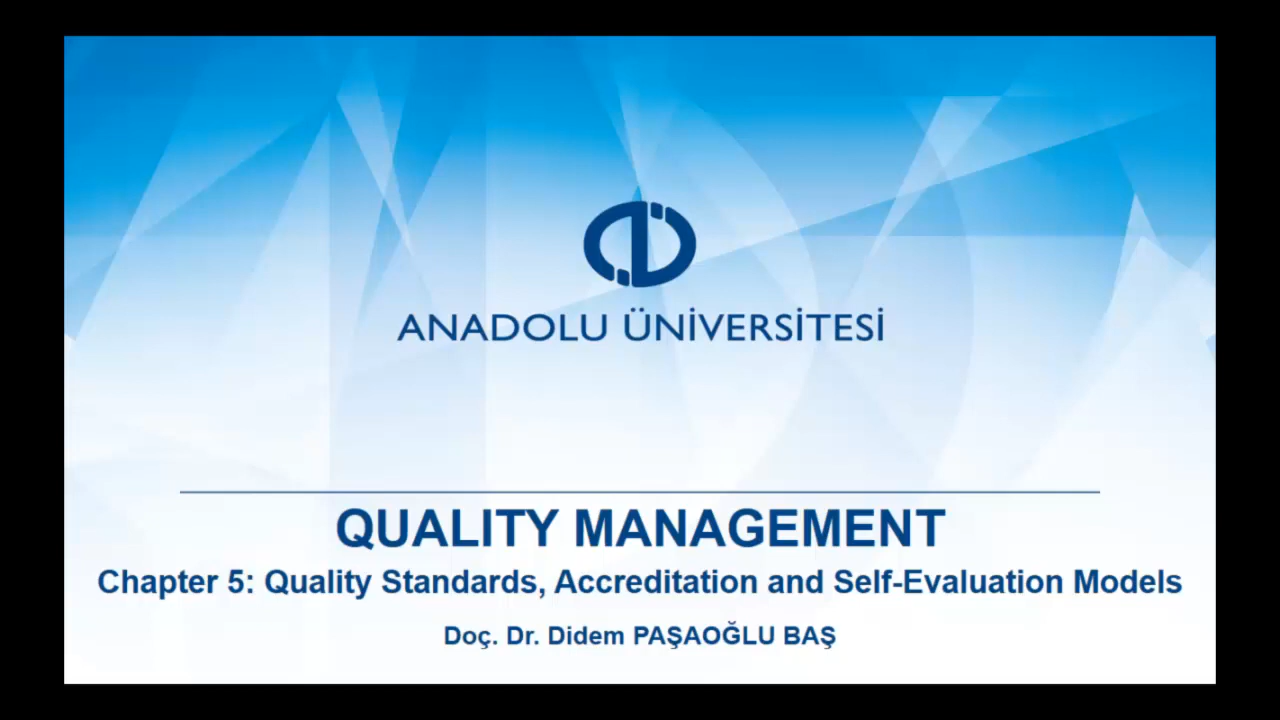 ANADOLU ÜNİVERSİTESİ
QUALITY MANAGEMENT
Chapter 5: Quality Standards, Accreditation and Self-Evaluation Models
Doç. Dr. Didem PAŞAOĞLU BAŞ